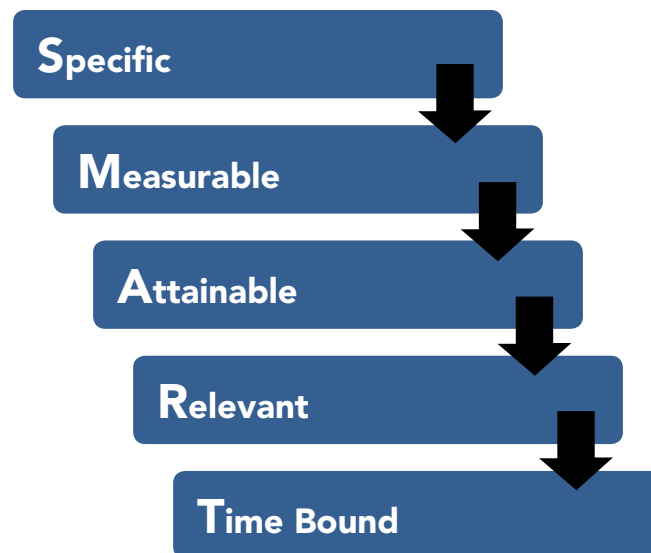 Specific
Measurable
Attainable
Relevant
Time Bound